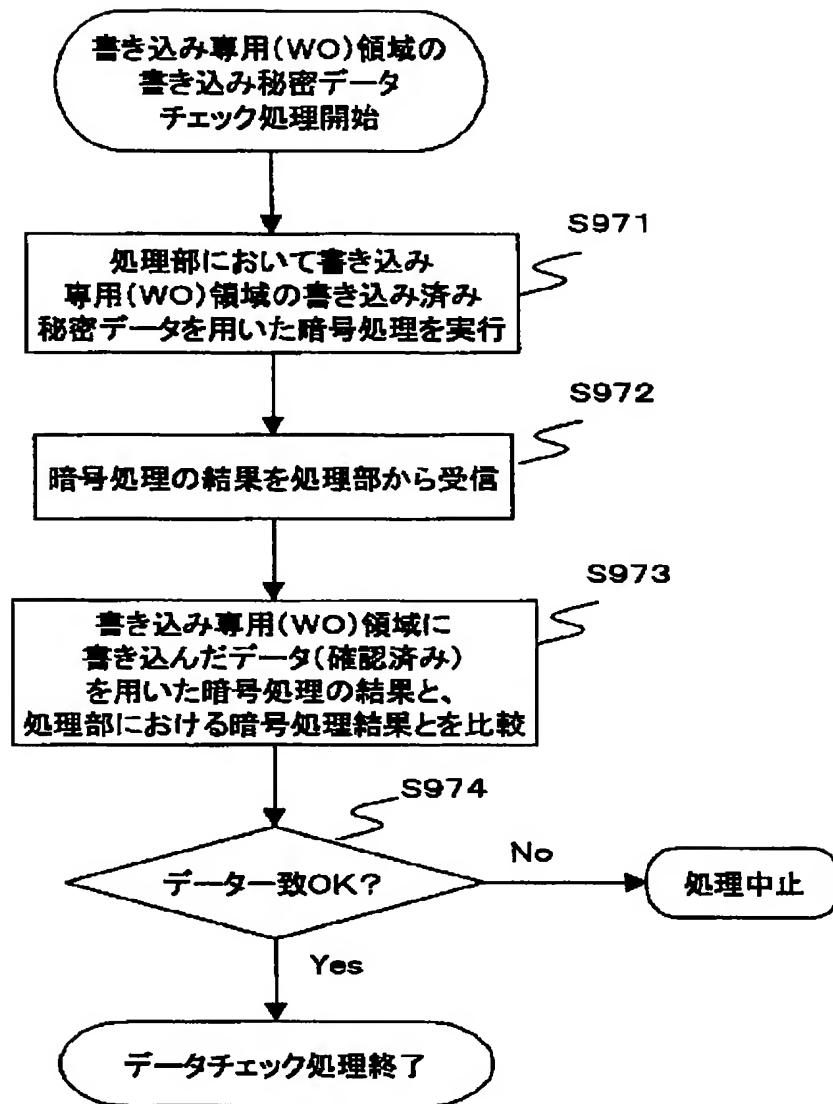 書き込み専用(WO)領域の
書き込み秘密データ
チェック処理開始
S971
処理部において書き込み
専用(WO)領域の書き込み済み
秘密データを用いた暗号処理を実行
S972
暗号処理の結果を処理部から受信
S973
書き込み専用(WO)領域に
書き込んだデータ(確認済み)
を用いた暗号処理の結果と、
処理部における暗号処理結果とを比較
S974
データ一致OK?
No
処理中止
Yes
データチェック処理終了